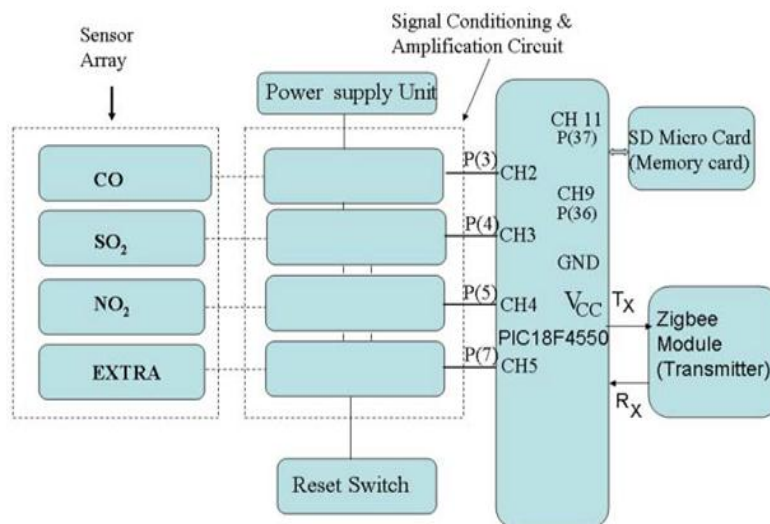 Signal Conditioning &
Amplification Circuit
Sensor
Array
Power supply Unit
CH 11
P(37)
SD Micro Card
(Memory card)
P(3)
CO
CH2
CH9
P(36)
P(4)
SO₂
CH3
GND
P(5)
NO₂
CH4
VCC
TX
Zigbee
Module
(Transmitter)
PIC18F4550
P(7)
EXTRA
CH5
RX
Reset Switch